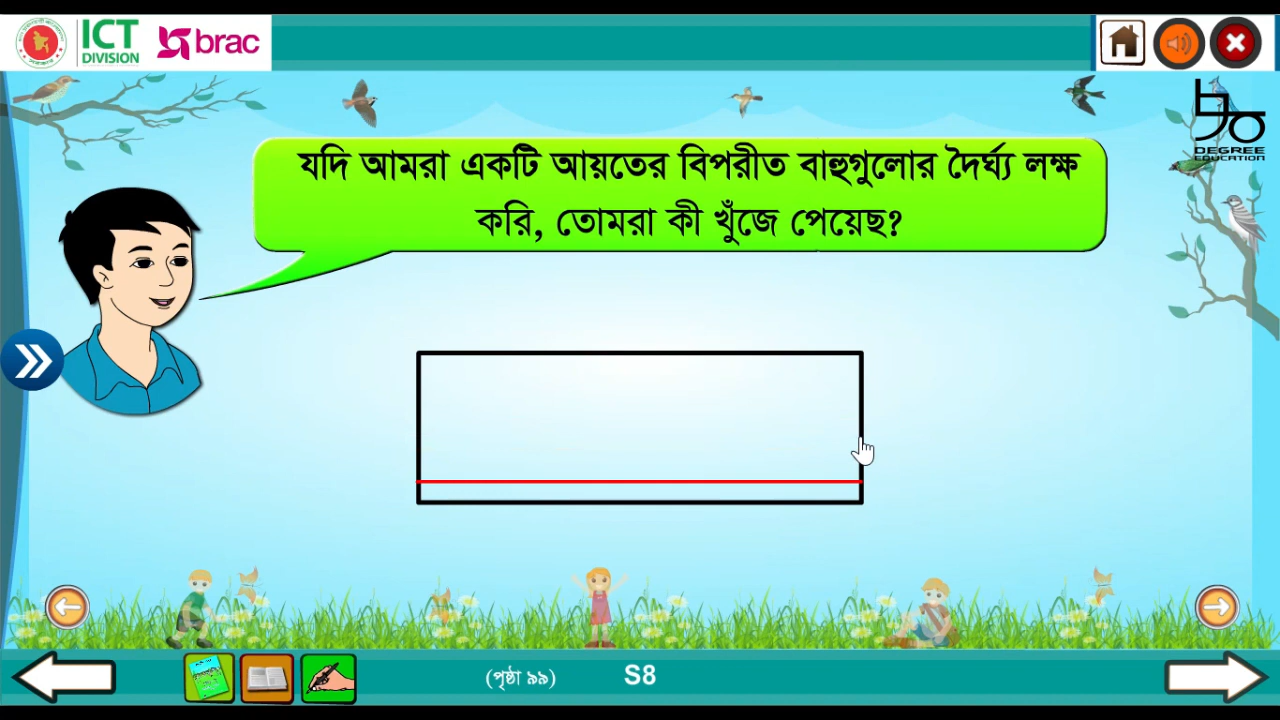 ICT
DIVISION
brac
DEGREE
EDUCATION
যদি আমরা একটি আয়তের বিপরীত বাহুগুলোর দৈর্ঘ্য লক্ষ
করি, তোমরা কী খুঁজে পেয়েছ?
(পৃষ্ঠা ৯৯)
S8